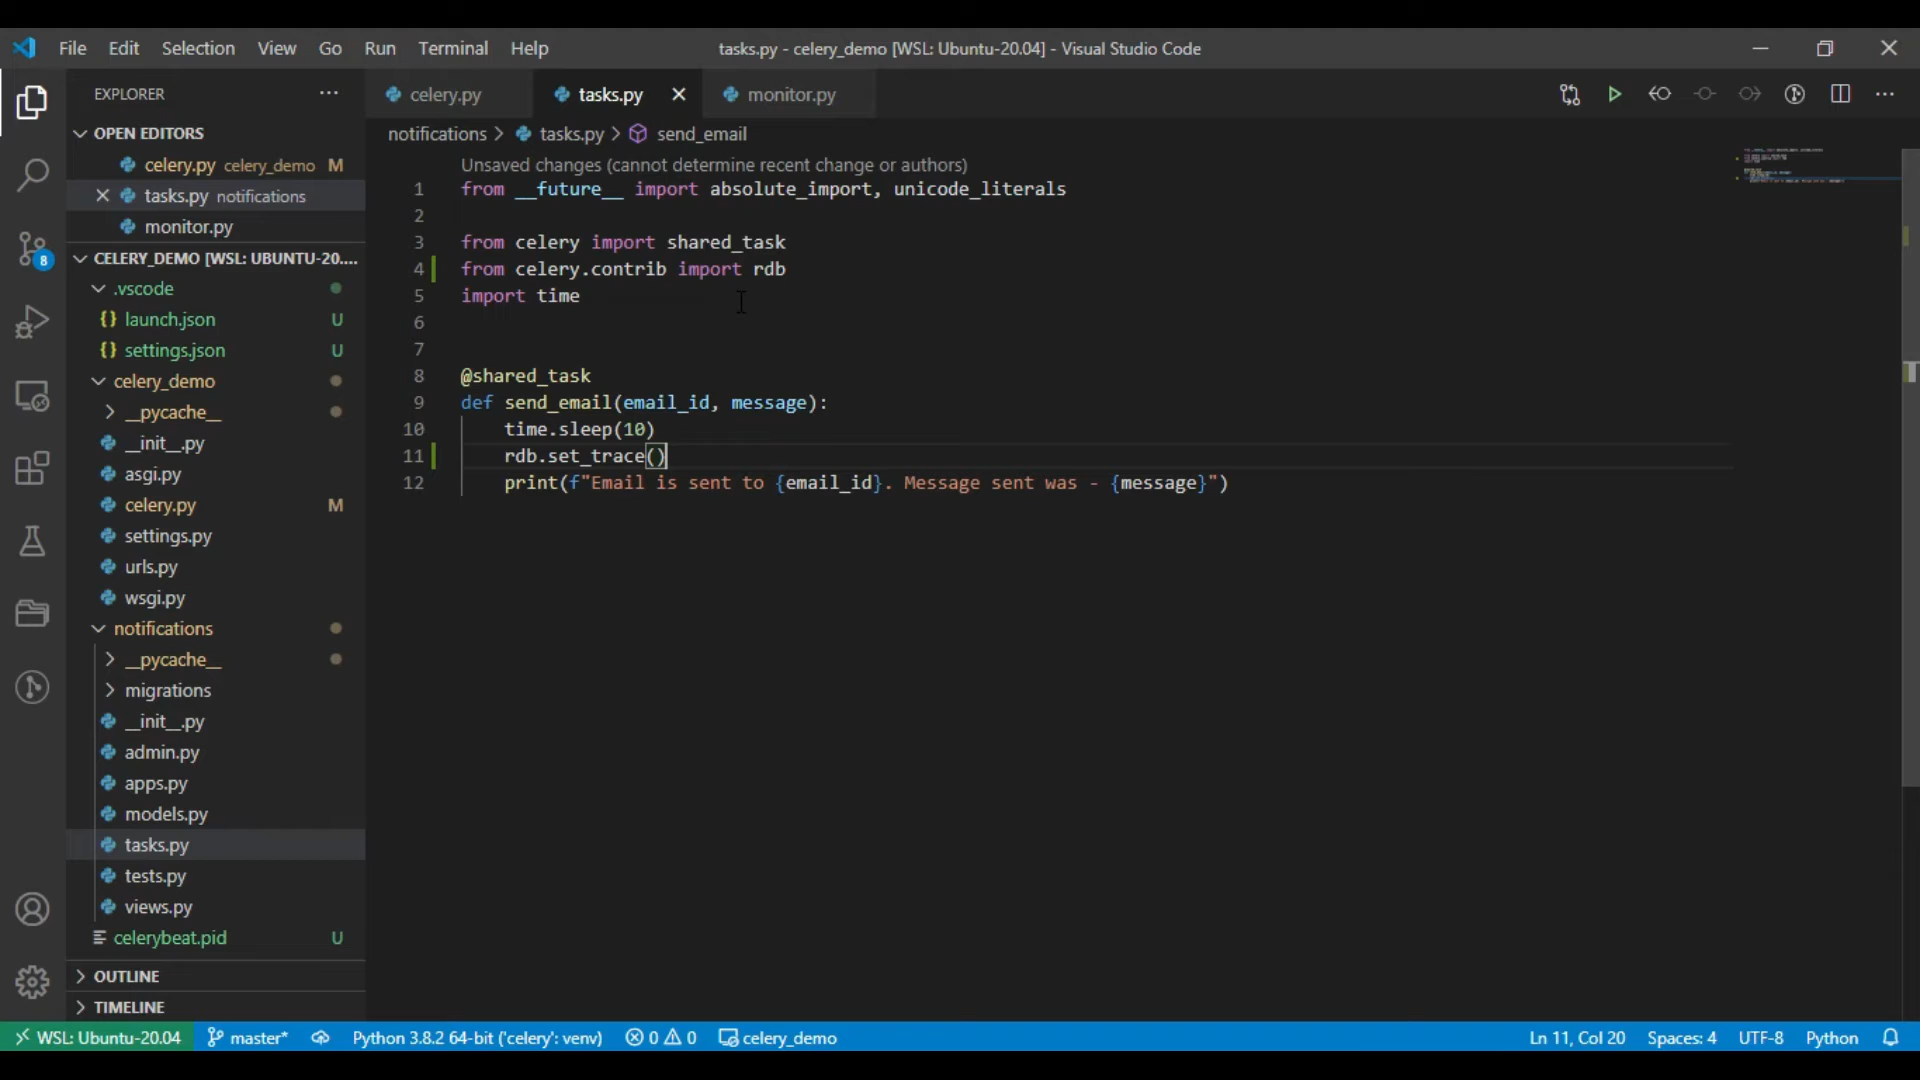 File Edit Selection View Go Run Terminal Help
tasks.py - celery_demo [WSL: Ubuntu-20.04] - Visual Studio Code
EXPLORER
OPEN EDITORS
celery.py celery_demo M
tasks.py notifications
monitor.py
CELERY_DEMO [WSL: UBUNTU-20....
.vscode
launch.json U
settings.json U
celery_demo
__pycache__
__init__.py
asgi.py
celery.py M
settings.py
urls.py
wsgi.py
notifications
__pycache__
migrations
__init__.py
admin.py
apps.py
models.py
tasks.py
tests.py
views.py
celerybeat.pid U
OUTLINE
TIMELINE
8
celery.py tasks.py monitor.py
notifications > tasks.py > send_email
Unsaved changes (cannot determine recent change or authors)
1 from __future__ import absolute_import, unicode_literals
2
3 from celery import shared_task
4 from celery.contrib import rdb
5 import time
6
7
8 @shared_task
9 def send_email(email_id, message):
10 time.sleep(10)
11 rdb.set_trace()
12 print(f"Email is sent to {email_id}. Message sent was - {message}")
WSL: Ubuntu-20.04 master* Python 3.8.2 64-bit ('celery': venv) 0 0 celery_demo Ln 11, Col 20 Spaces: 4 UTF-8 Python